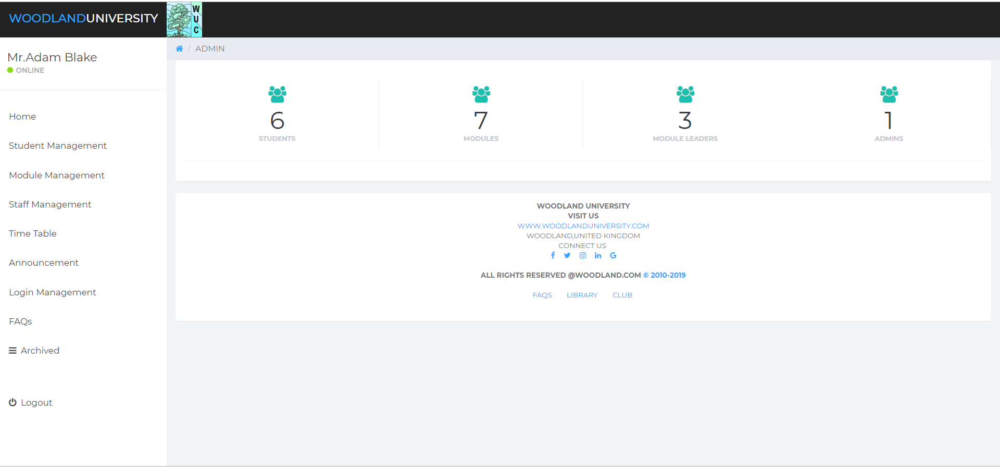 WOODLANDUNIVERSITY
W
U
C
Mr.Adam Blake
ONLINE
Home
Student Management
Module Management
Staff Management
Time Table
Announcement
Login Management
FAQs
Archived
Logout
/ ADMIN
6
STUDENTS
7
MODULES
3
MODULE LEADERS
1
ADMINS
WOODLAND UNIVERSITY
VISIT US
WWW.WOODLANDUNIVERSITY.COM
WOODLAND,UNITED KINGDOM
CONNECT US
ALL RIGHTS RESERVED @WOODLAND.COM © 2010-2019
FAQS LIBRARY CLUB